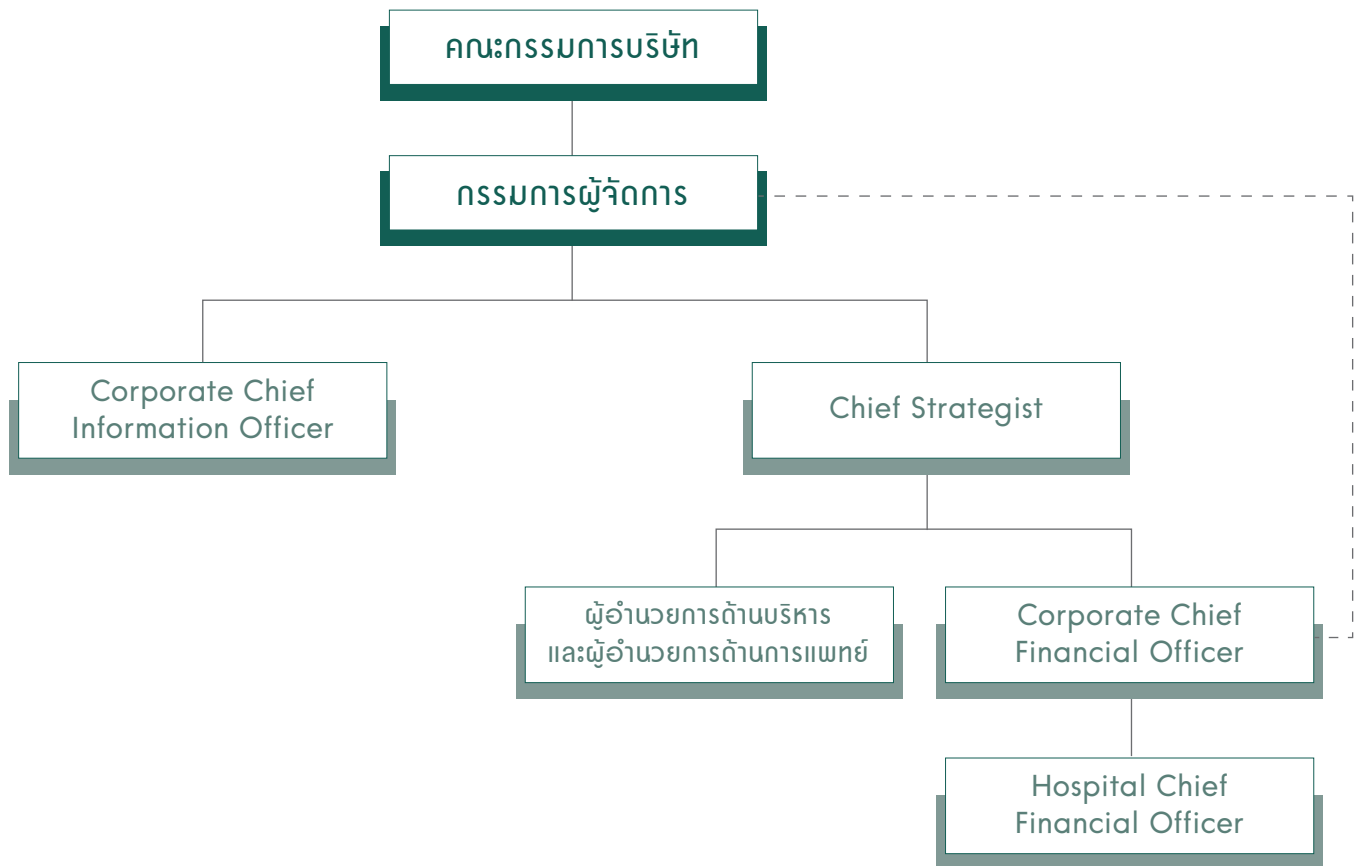 คณะกรรมการบริษัท
กรรมการผู้จัดการ
Corporate Chief
Information Officer
Chief Strategist
ผู้อำนวยการด้านบริหาร
และผู้อำนวยการด้านการแพทย์
Corporate Chief
Financial Officer
Hospital Chief
Financial Officer